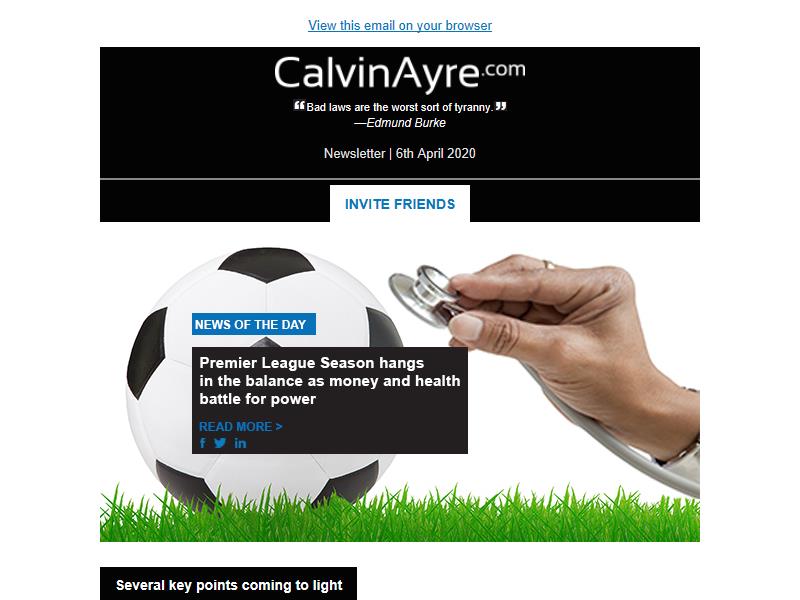 View this email on your browser
CalvinAyre.com
❝Bad laws are the worst sort of tyranny.❞
—Edmund Burke
Newsletter | 6th April 2020
INVITE FRIENDS
NEWS OF THE DAY
Premier League Season hangs
in the balance as money and health
battle for power
READ MORE >
f in
Several key points coming to light